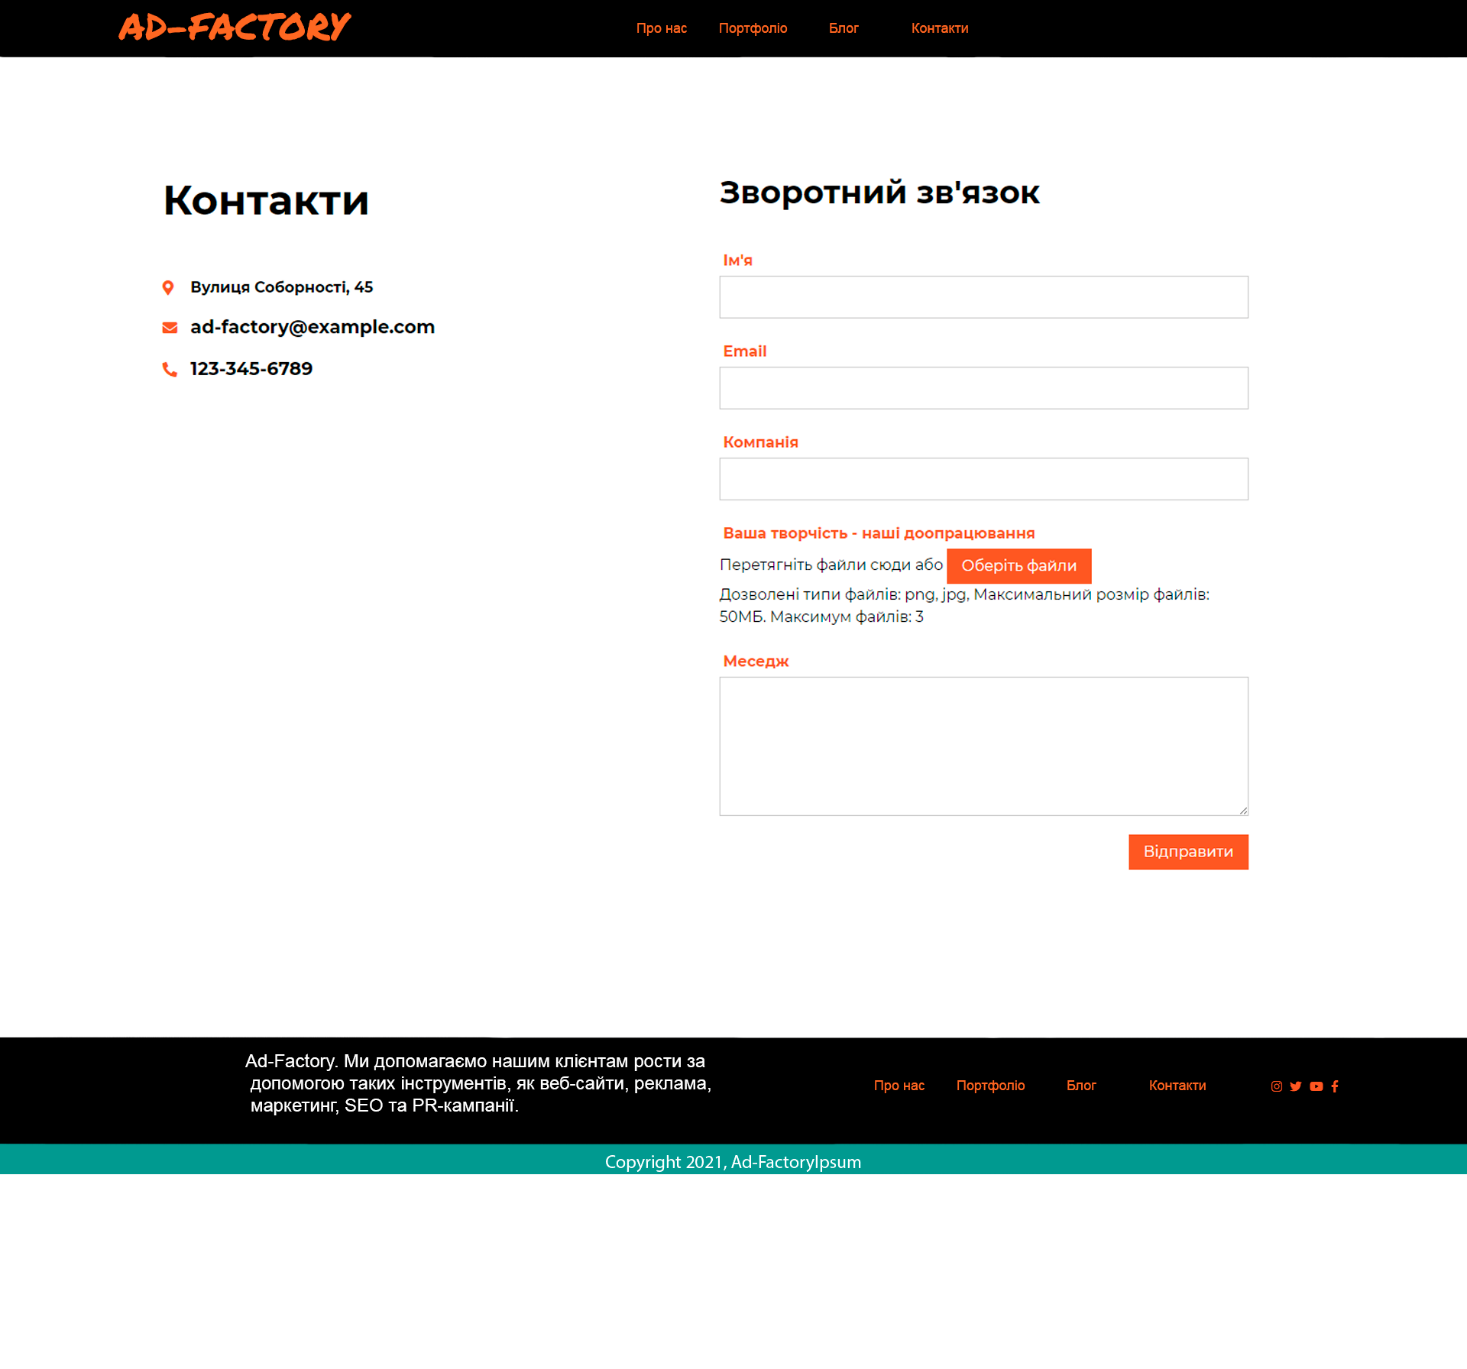 AD-FACTORY
Про нас Портфоліо Блог Контакти
Контакти
Вулиця Соборності, 45
ad-factory@example.com
123-345-6789
Зворотний зв'язок
Ім'я
Email
Компанія
Ваша творчість - наші доопрацювання
Перетягніть файли сюди або Оберіть файли
Дозволені типи файлів: png, jpg, Максимальний розмір файлів:
50МБ. Максимум файлів: 3
Меседж
Відправити
Ad-Factory. Ми допомагаємо нашим клієнтам рости за
допомогою таких інструментів, як веб-сайти, реклама,
маркетинг, SEO та PR-кампанії.
Про нас Портфоліо Блог Контакти
Copyright 2021, Ad-FactoryIpsum